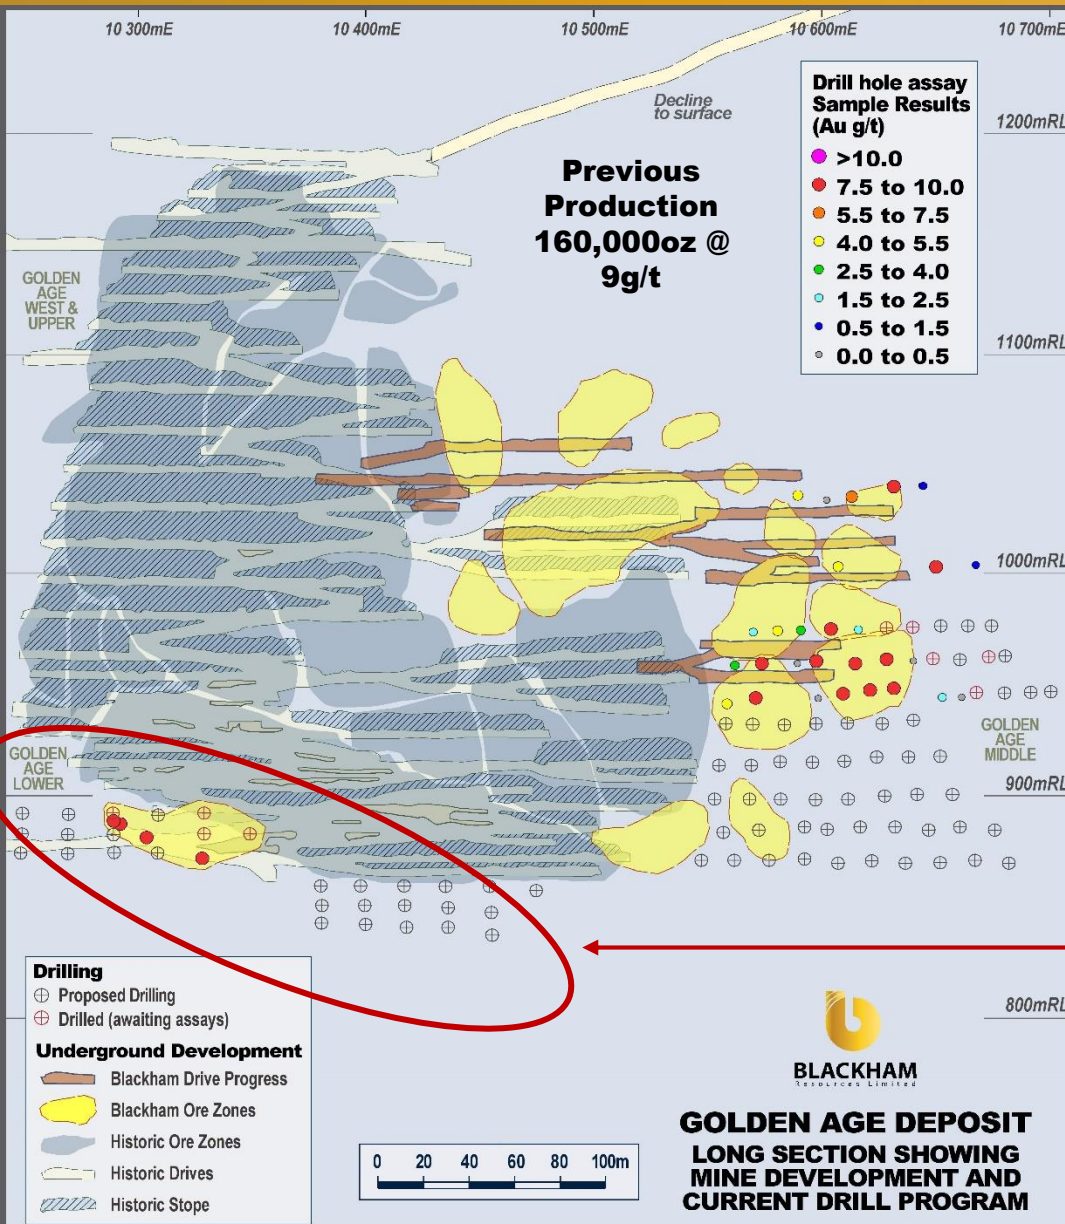 10 300mE
10 400mE
10 500mE
10 600mE
10 700mE
Decline
to surface
Previous
Production
160,000oz @
9g/t
Drill hole assay
Sample Results
(Au g/t)
>10.0
7.5 to 10.0
5.5 to 7.5
4.0 to 5.5
2.5 to 4.0
1.5 to 2.5
0.5 to 1.5
0.0 to 0.5
1200mRL
1100mRL
1000mRL
900mRL
800mRL
GOLDEN
AGE
WEST &
UPPER
GOLDEN
AGE
LOWER
GOLDEN
AGE
MIDDLE
Drilling
Proposed Drilling
Drilled (awaiting assays)
Underground Development
Blackham Drive Progress
Blackham Ore Zones
Historic Ore Zones
Historic Drives
Historic Stope
0 20 40 60 80 100m
BLACKHAM
Resources Limited
GOLDEN AGE DEPOSIT
LONG SECTION SHOWING
MINE DEVELOPMENT AND
CURRENT DRILL PROGRAM